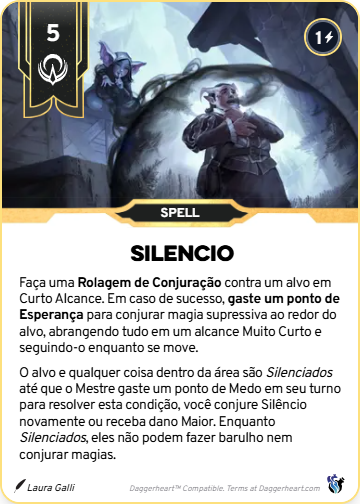 5
1
SPELL
SILENCIO
Faça uma Rolagem de Conjuração contra um alvo em
Curto Alcance. Em caso de sucesso, gaste um ponto de
Esperança para conjurar magia supressiva ao redor do
alvo, abrangendo tudo em um alcance Muito Curto e
seguindo-o enquanto se move.
O alvo e qualquer coisa dentro da área são Silenciados
até que o Mestre gaste um ponto de Medo em seu turno
para resolver esta condição, você conjure Silêncio
novamente ou receba dano Maior. Enquanto
Silenciados, eles não podem fazer barulho nem
conjurar magias.
Laura Galli
Daggerheart™ Compatible. Terms at Daggerheart.com